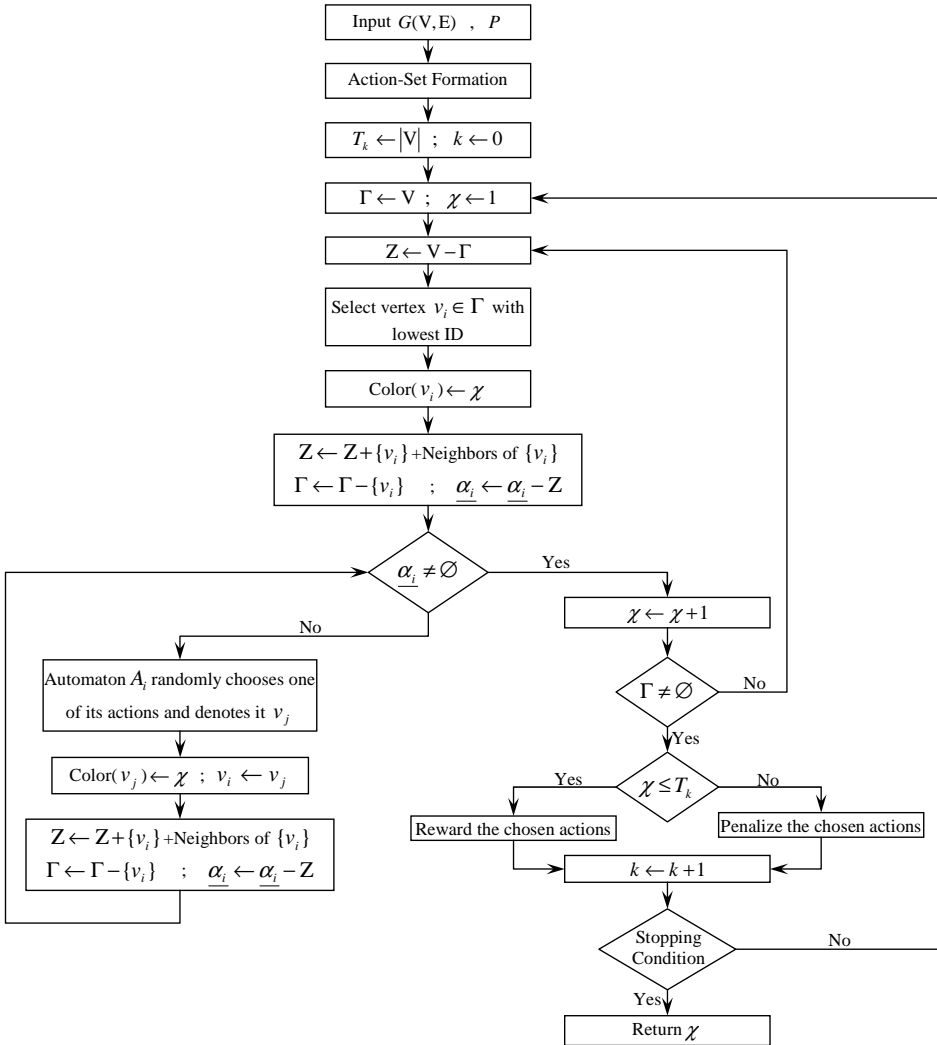 Input G(V,E) , P
Action-Set Formation
T_k ← |V| ; k ← 0
Γ ← V ; χ ← 1
Z ← V − Γ
Select vertex v_i ∈ Γ with
lowest ID
Color(v_i) ← χ
Z ← Z + {v_i} +Neighbors of {v_i}
Γ ← Γ − {v_i} ; α_i ← α_i − Z
α_i ≠ ∅
Yes
No
χ ← χ + 1
Automaton A_i randomly chooses one
of its actions and denotes it v_j
Γ ≠ ∅
No
Yes
Color(v_j) ← χ ; v_i ← v_j
χ ≤ T_k
Yes
No
Z ← Z + {v_i} +Neighbors of {v_i}
Γ ← Γ − {v_i} ; α_i ← α_i − Z
Reward the chosen actions
Penalize the chosen actions
k ← k + 1
Stopping
Condition
No
Yes
Return χ